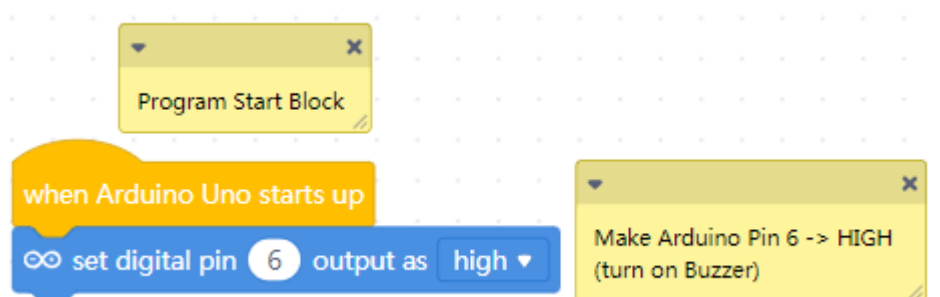 Program Start Block
when Arduino Uno starts up
set digital pin 6 output as high
Make Arduino Pin 6 -> HIGH
(turn on Buzzer)